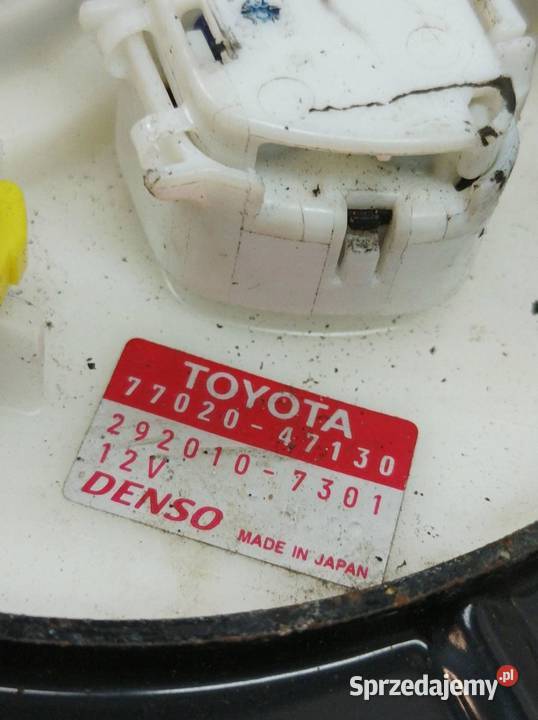 TOYOTA
77020-47130
292010-7301
12V
DENSO
MADE IN JAPAN
Sprzedajemy.pl